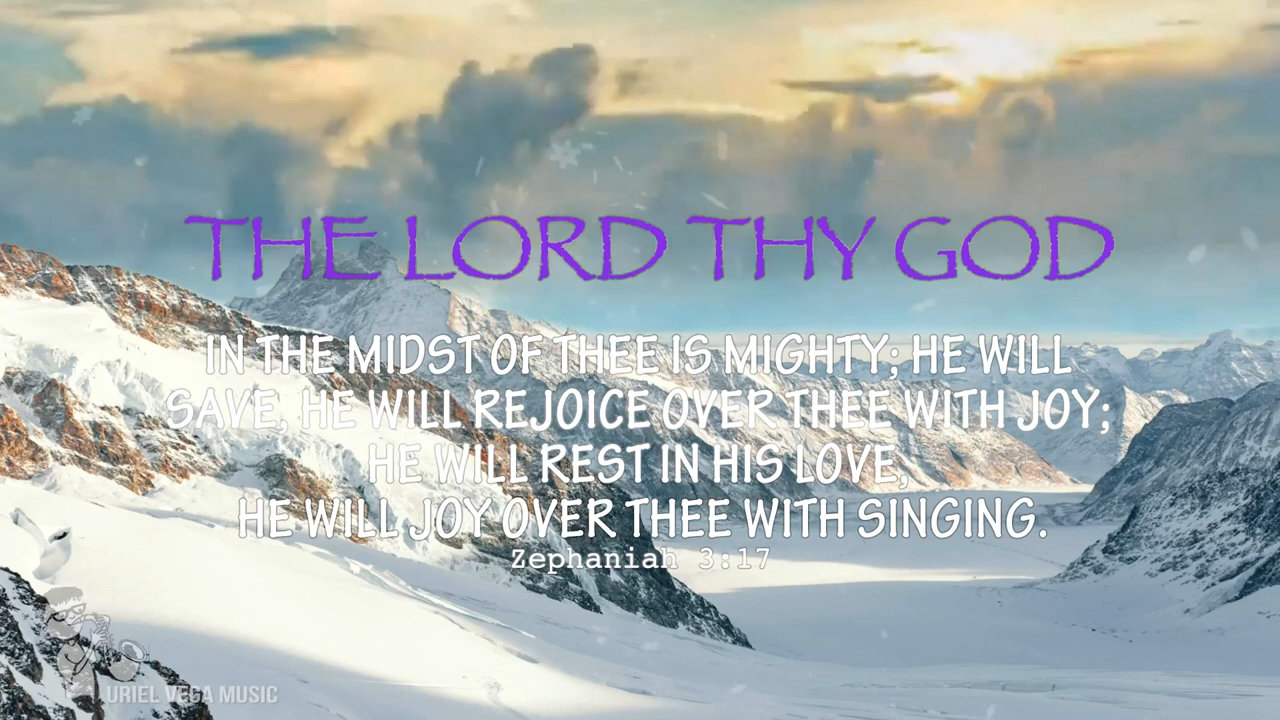 THE LORD THY GOD
IN THE MIDST OF THEE IS MIGHTY; HE WILL
SAVE, HE WILL REJOICE OVER THEE WITH JOY;
HE WILL REST IN HIS LOVE,
HE WILL JOY OVER THEE WITH SINGING.
Zephaniah 3:17
URIEL VEGA MUSIC